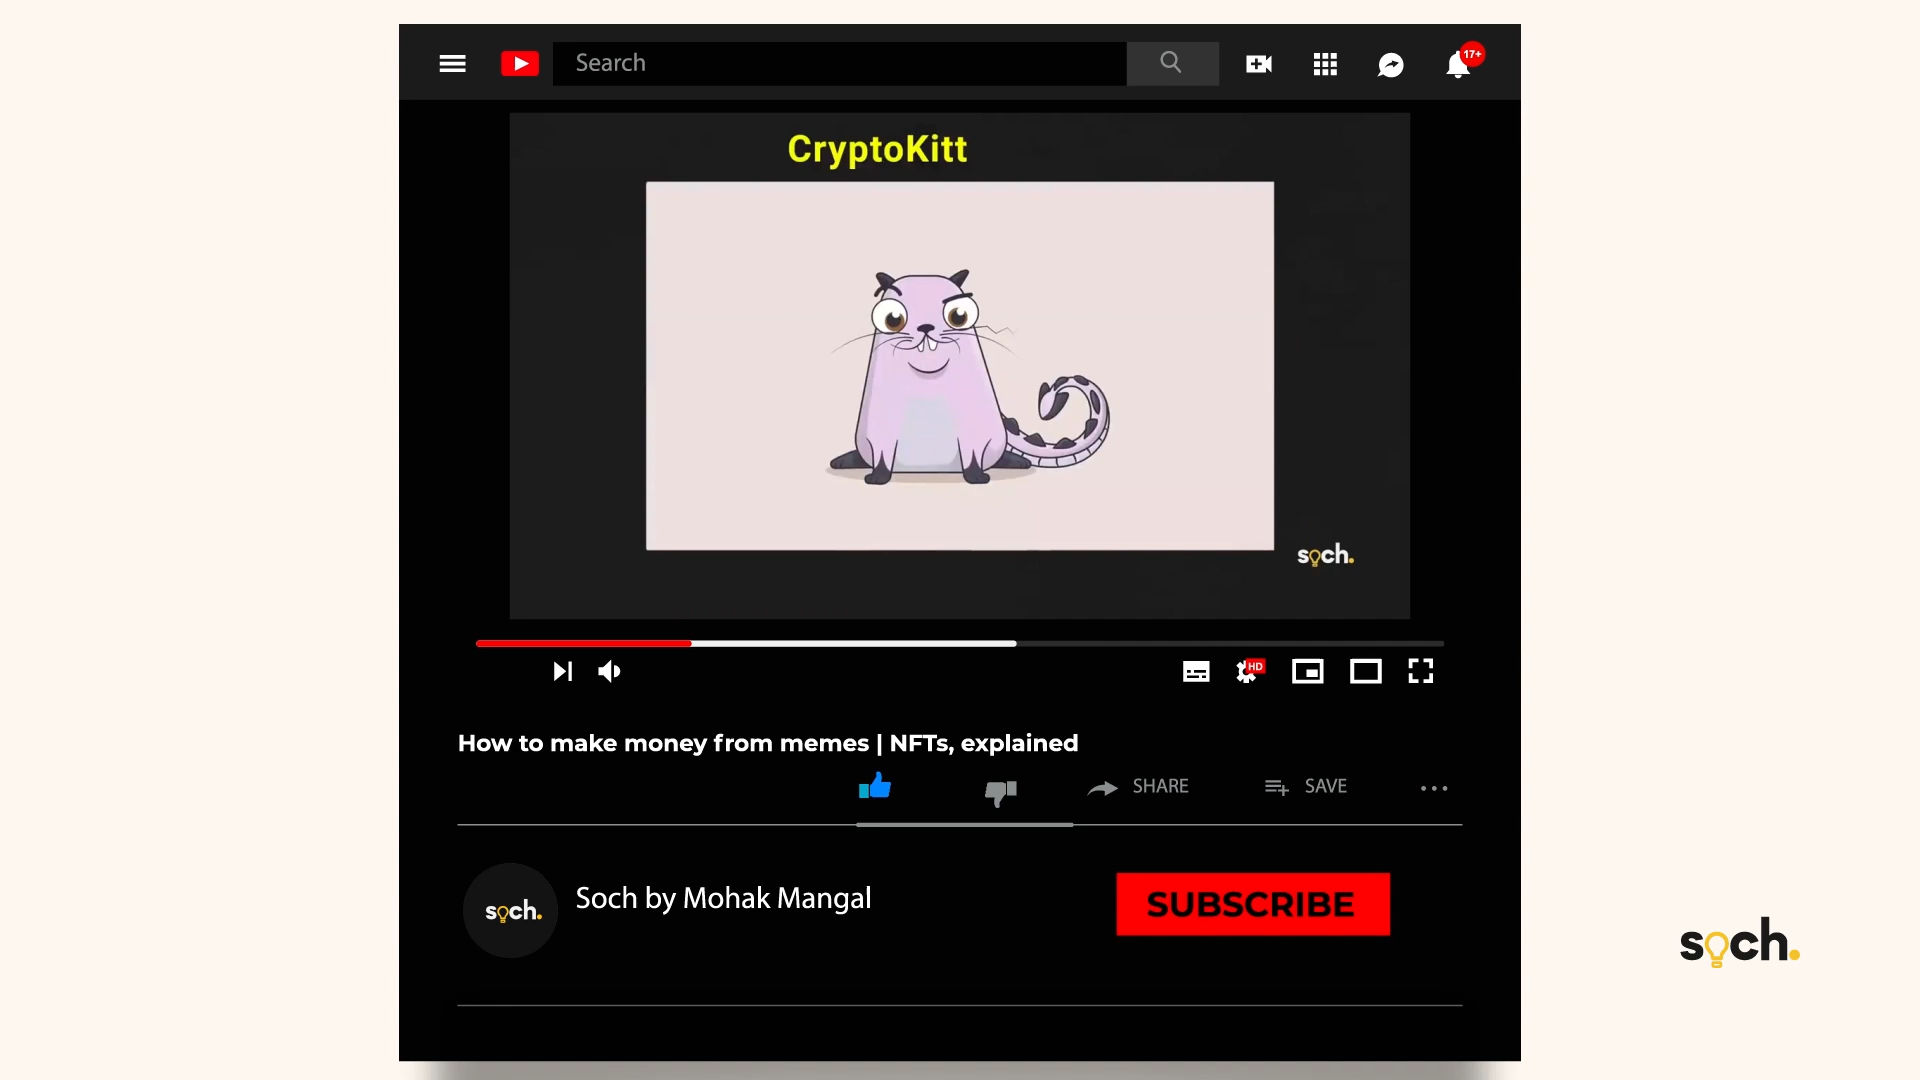 Search
17+
CryptoKitt
soch.
HD
How to make money from memes | NFTs, explained
SHARE
SAVE
soch.
Soch by Mohak Mangal
SUBSCRIBE
soch.